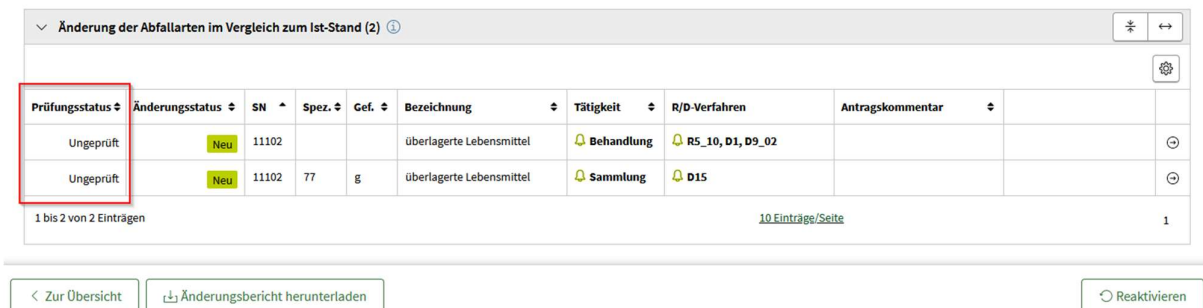 Änderung der Abfallarten im Vergleich zum Ist-Stand (2)
Prüfungsstatus Änderungsstatus SN Spez. Gef. Bezeichnung Tätigkeit R/D-Verfahren Antragskommentar
Ungeprüft Neu 11102 überlagerte Lebensmittel Behandlung R5_10, D1, D9_02
Ungeprüft Neu 11102 77 g überlagerte Lebensmittel Sammlung D15
1 bis 2 von 2 Einträgen 10 Einträge/Seite 1
Zur Übersicht Änderungsbericht herunterladen Reaktivieren